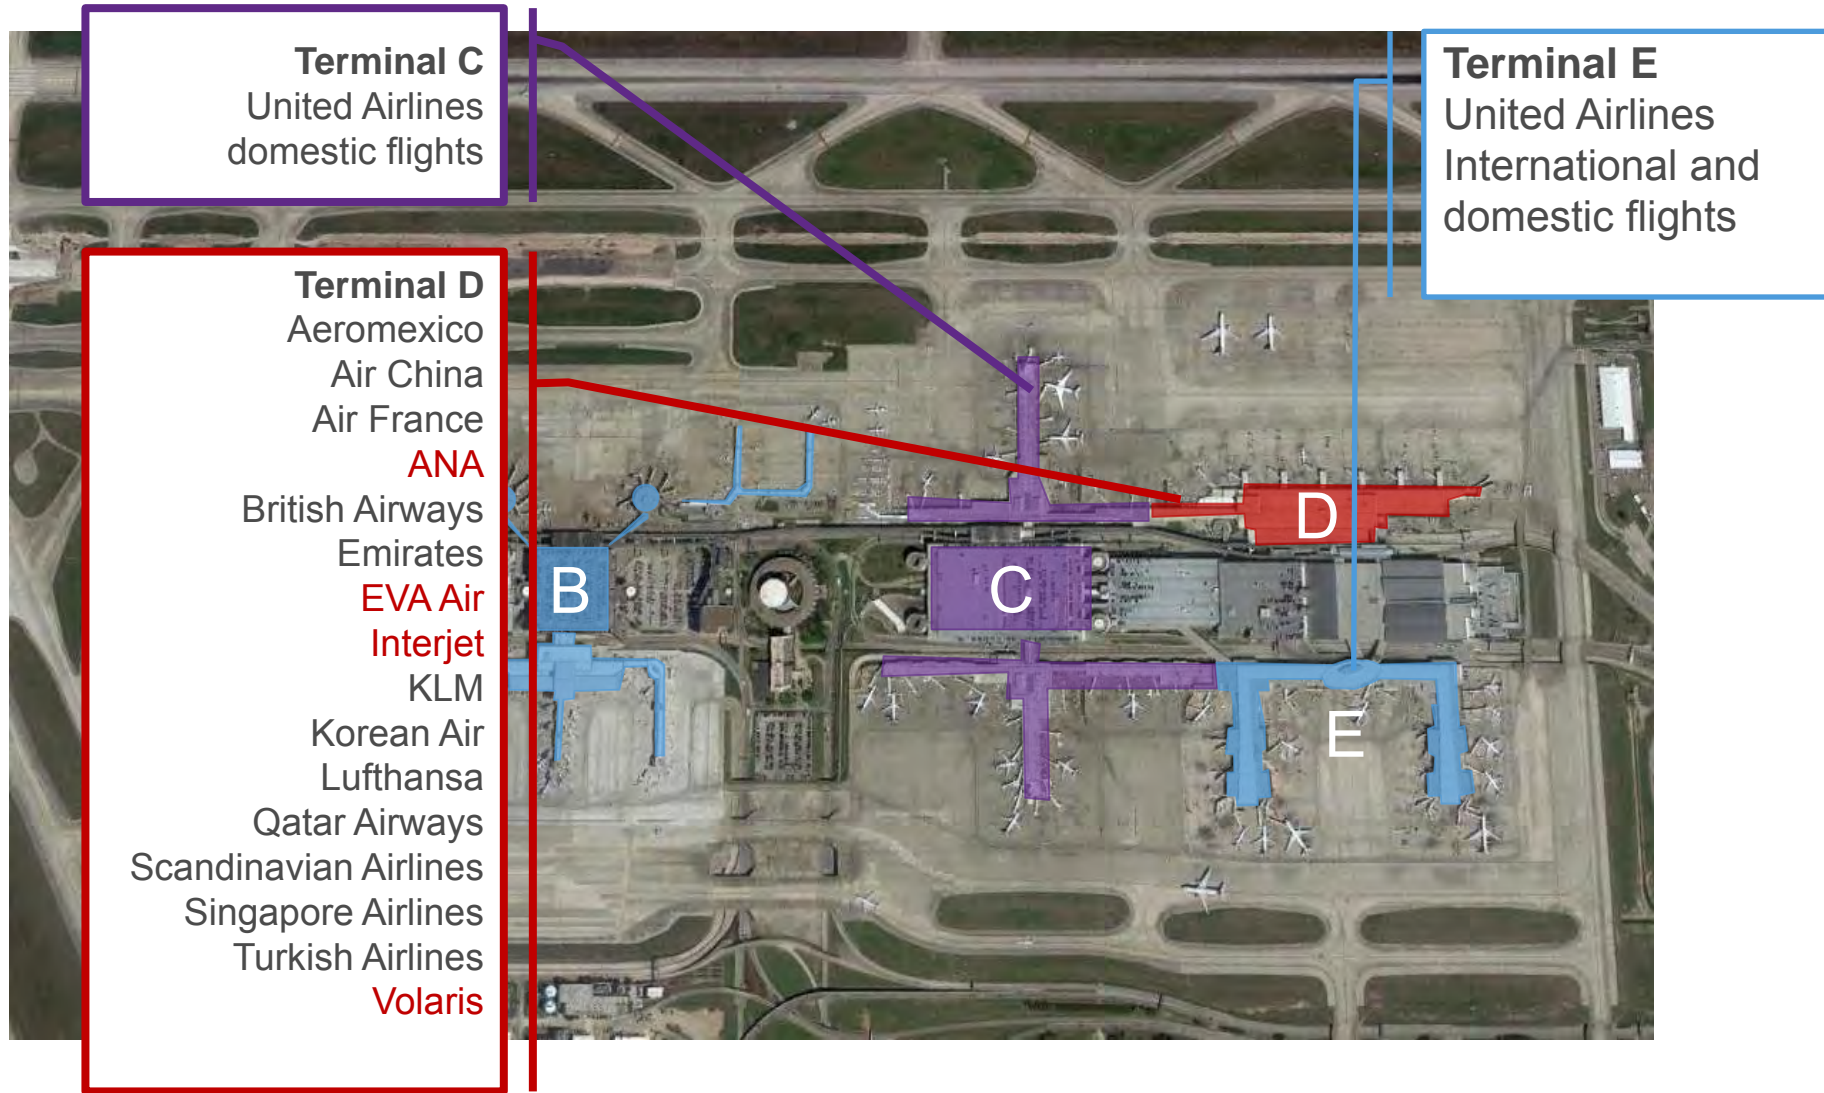 Terminal C
United Airlines
domestic flights
Terminal E
United Airlines
International and
domestic flights
Terminal D
Aeromexico
Air China
Air France
ANA
British Airways
Emirates
EVA Air
Interjet
KLM
Korean Air
Lufthansa
Qatar Airways
Scandinavian Airlines
Singapore Airlines
Turkish Airlines
Volaris
B
C
D
E